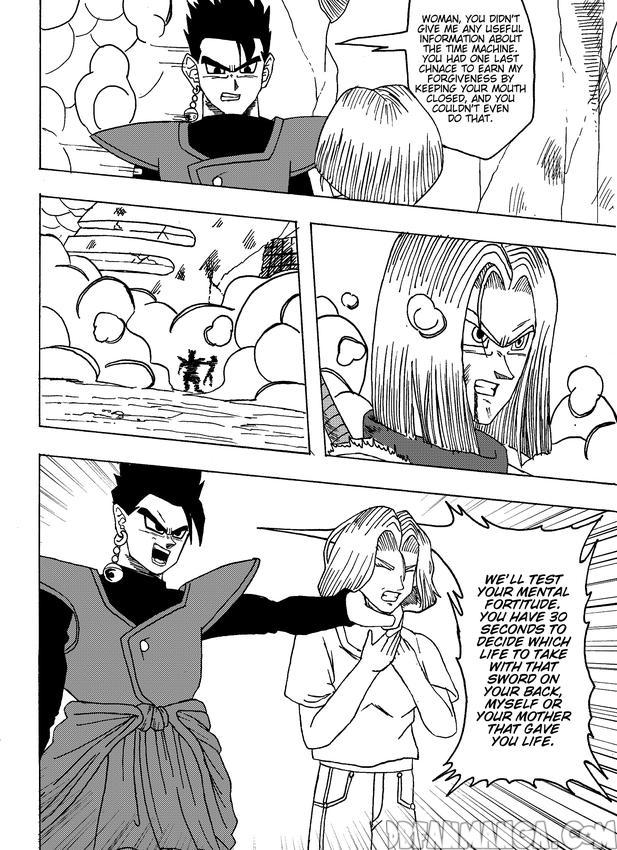 WOMAN, YOU DIDN'T
GIVE ME ANY USEFUL
INFORMATION ABOUT
THE TIME MACHINE.
YOU HAD ONE LAST
CHNACE TO EARN MY
FORGIVENESS BY
KEEPING YOUR MOUTH
CLOSED, AND YOU
COULDN'T EVEN
DO THAT.
WE'LL TEST
YOUR MENTAL
FORTITUDE.
YOU HAVE 30
SECONDS TO
DECIDE WHICH
LIFE TO TAKE
WITH THAT
SWORD ON
YOUR BACK,
MYSELF OR
YOUR MOTHER
THAT GAVE
YOU LIFE.
DREAMMANGA.COM